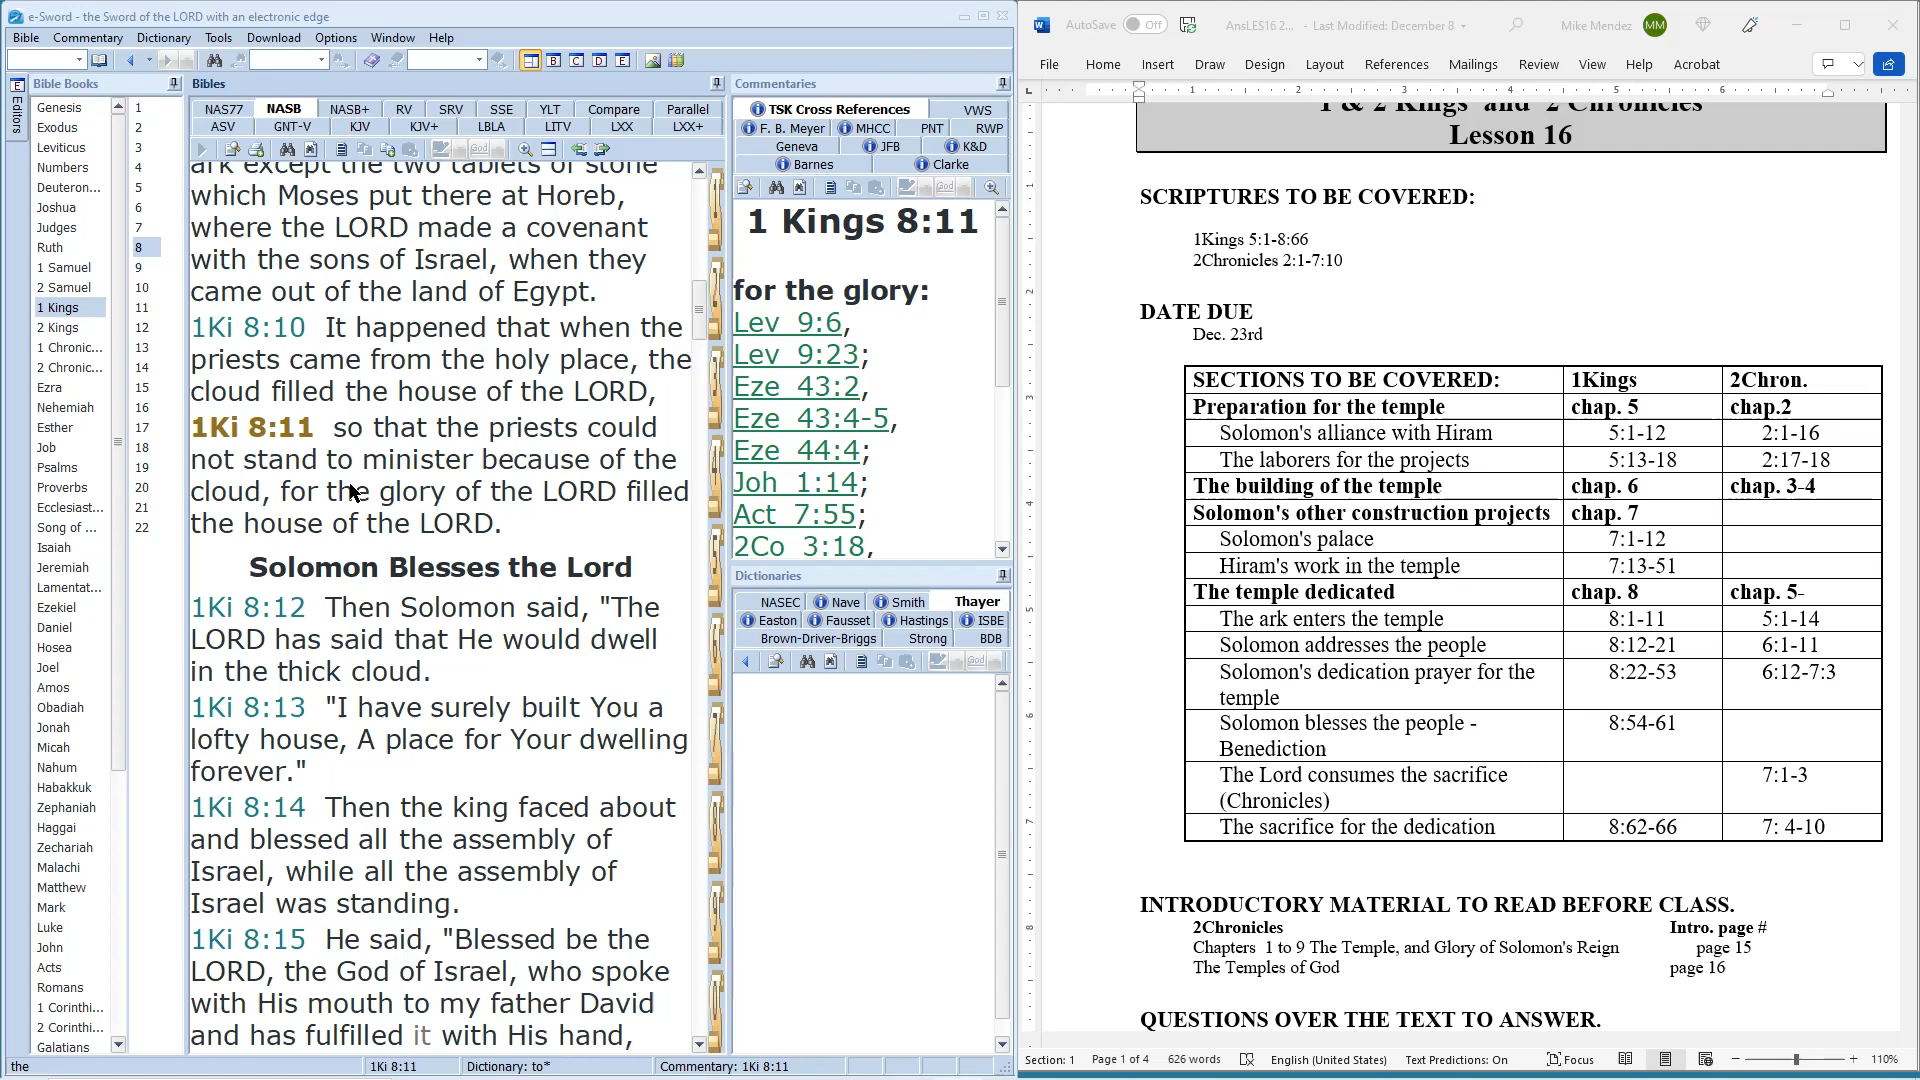 e-Sword - the Sword of the LORD with an electronic edge
Bible Commentary Dictionary Tools Download Options Window Help
Editors
Bible Books
Genesis
Exodus
Leviticus
Numbers
Deuteron...
Joshua
Judges
Ruth
1 Samuel
2 Samuel
1 Kings
2 Kings
1 Chronic...
2 Chronic...
Ezra
Nehemiah
Esther
Job
Psalms
Proverbs
Ecclesiast...
Song of ...
Isaiah
Jeremiah
Lamentat...
Ezekiel
Daniel
Hosea
Joel
Amos
Obadiah
Jonah
Micah
Nahum
Habakkuk
Zephaniah
Haggai
Zechariah
Malachi
Matthew
Mark
Luke
John
Acts
Romans
1 Corinthi...
2 Corinthi...
Galatians
1
2
3
4
5
6
7
8
9
10
11
12
13
14
15
16
17
18
19
20
21
22
Bibles
NAS77 NASB NASB+ RV SRV SSE YLT Compare Parallel
ASV GNT-V KJV KJV+ LBLA LITV LXX LXX+
ark except the two tablets of stone
which Moses put there at Horeb,
where the LORD made a covenant
with the sons of Israel, when they
came out of the land of Egypt.
1Ki 8:10 It happened that when the
priests came from the holy place, the
cloud filled the house of the LORD,
1Ki 8:11 so that the priests could
not stand to minister because of the
cloud, for the glory of the LORD filled
the house of the LORD.
Solomon Blesses the Lord
1Ki 8:12 Then Solomon said, "The
LORD has said that He would dwell
in the thick cloud.
1Ki 8:13 "I have surely built You a
lofty house, A place for Your dwelling
forever."
1Ki 8:14 Then the king faced about
and blessed all the assembly of
Israel, while all the assembly of
Israel was standing.
1Ki 8:15 He said, "Blessed be the
LORD, the God of Israel, who spoke
with His mouth to my father David
and has fulfilled it with His hand,
Commentaries
TSK Cross References VWS
F. B. Meyer MHCC PNT RWP
Geneva JFB K&D
Barnes Clarke
1 Kings 8:11
for the glory:
Lev 9:6,
Lev 9:23;
Eze 43:2,
Eze 43:4-5,
Eze 44:4;
Joh 1:14;
Act 7:55;
2Co 3:18,
Dictionaries
NASEC Nave Smith Thayer
Easton Fausset Hastings ISBE
Brown-Driver-Briggs Strong BDB
the 1Ki 8:11 Dictionary: to* Commentary: 1Ki 8:11
AutoSave Off AnsLES16 2... - Last Modified: December 8 Mike Mendez MM
File Home Insert Draw Design Layout References Mailings Review View Help Acrobat
1 & 2 Kings and 2 Chronicles
Lesson 16
SCRIPTURES TO BE COVERED:
1Kings 5:1-8:66
2Chronicles 2:1-7:10
DATE DUE
Dec. 23rd
SECTIONS TO BE COVERED: 1Kings 2Chron.
Preparation for the temple chap. 5 chap.2
Solomon's alliance with Hiram 5:1-12 2:1-16
The laborers for the projects 5:13-18 2:17-18
The building of the temple chap. 6 chap. 3-4
Solomon's other construction projects chap. 7
Solomon's palace 7:1-12
Hiram's work in the temple 7:13-51
The temple dedicated chap. 8 chap. 5-
The ark enters the temple 8:1-11 5:1-14
Solomon addresses the people 8:12-21 6:1-11
Solomon's dedication prayer for the 8:22-53 6:12-7:3
temple
Solomon blesses the people - 8:54-61
Benediction
The Lord consumes the sacrifice 7:1-3
(Chronicles)
The sacrifice for the dedication 8:62-66 7: 4-10
INTRODUCTORY MATERIAL TO READ BEFORE CLASS.
2Chronicles Intro. page #
Chapters 1 to 9 The Temple, and Glory of Solomon's Reign page 15
The Temples of God page 16
QUESTIONS OVER THE TEXT TO ANSWER.
Section: 1 Page 1 of 4 626 words English (United States) Text Predictions: On Focus 110%